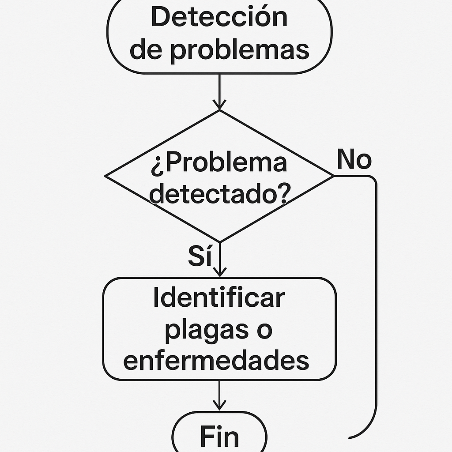 Detección
de problemas
¿Problema
detectado?
No
Sí
Identificar
plagas o
enfermedades
Fin